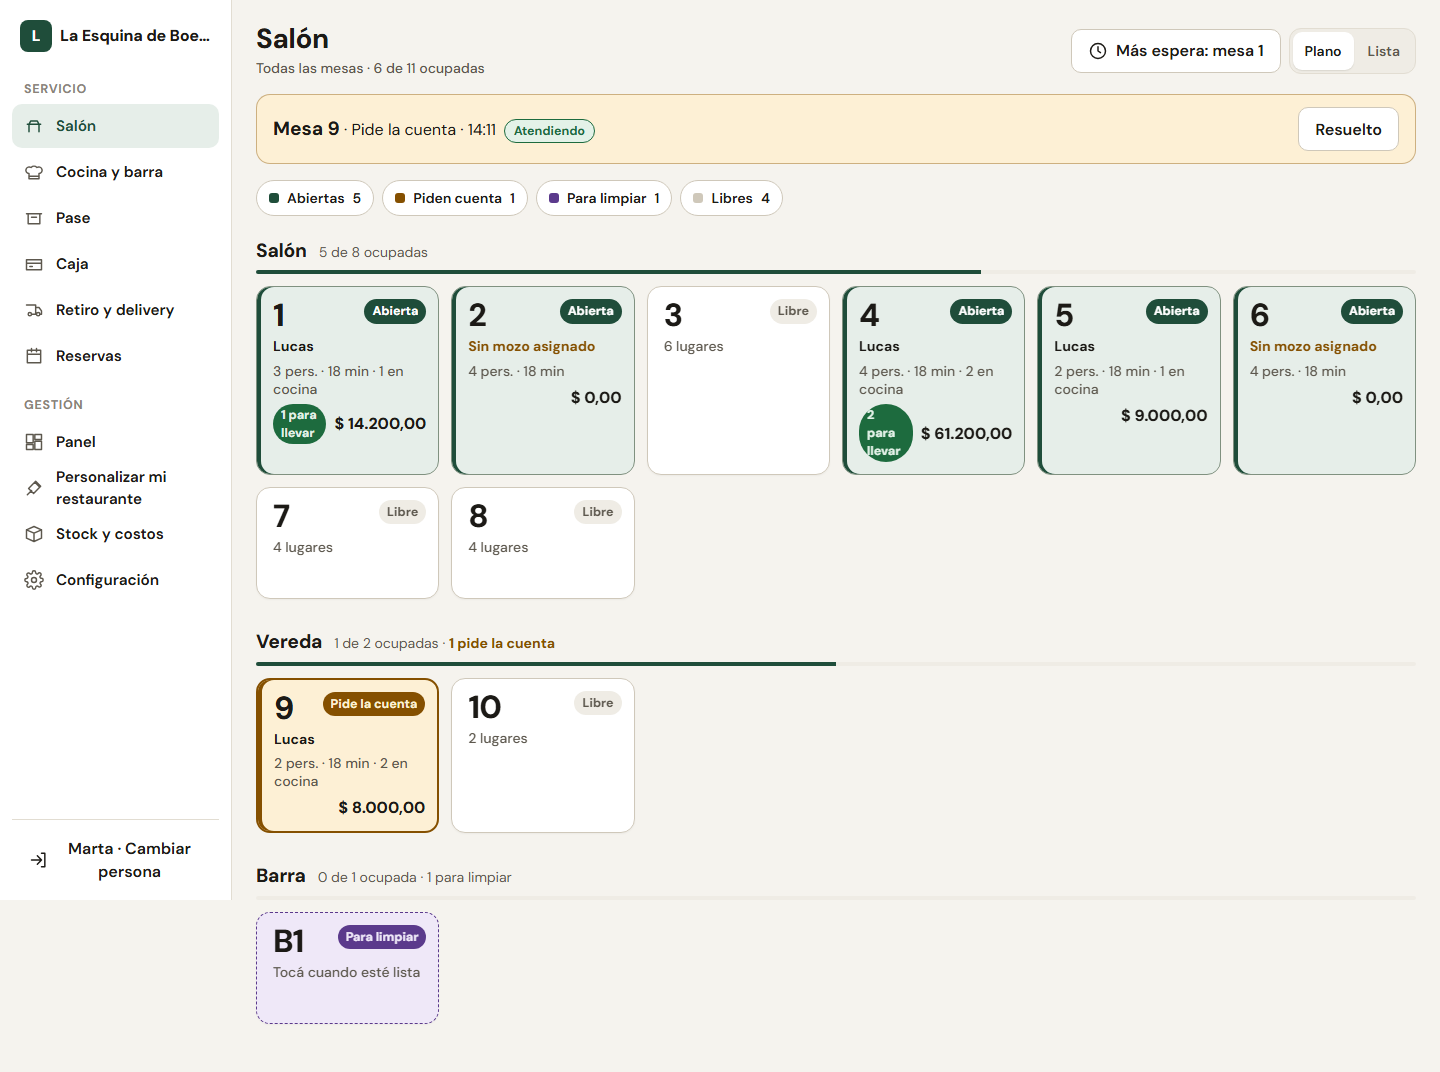 L
La Esquina de Boe...
SERVICIO
Salón
Cocina y barra
Pase
Caja
Retiro y delivery
Reservas
GESTIÓN
Panel
Personalizar mi
restaurante
Stock y costos
Configuración
Marta · Cambiar
persona
Salón
Todas las mesas · 6 de 11 ocupadas
Más espera: mesa 1
Plano
Lista
Mesa 9 · Pide la cuenta · 14:11 Atendiendo
Resuelto
Abiertas 5
Piden cuenta 1
Para limpiar 1
Libres 4
Salón 5 de 8 ocupadas
1 Abierta
Lucas
3 pers. · 18 min · 1 en
cocina
1 para
llevar
$ 14.200,00
2 Abierta
Sin mozo asignado
4 pers. · 18 min
$ 0,00
3 Libre
6 lugares
4 Abierta
Lucas
4 pers. · 18 min · 2 en
cocina
2
para
llevar
$ 61.200,00
5 Abierta
Lucas
2 pers. · 18 min · 1 en
cocina
$ 9.000,00
6 Abierta
Sin mozo asignado
4 pers. · 18 min
$ 0,00
7 Libre
4 lugares
8 Libre
4 lugares
Vereda 1 de 2 ocupadas · 1 pide la cuenta
9 Pide la cuenta
Lucas
2 pers. · 18 min · 2 en
cocina
$ 8.000,00
10 Libre
2 lugares
Barra 0 de 1 ocupada · 1 para limpiar
B1 Para limpiar
Tocá cuando esté lista